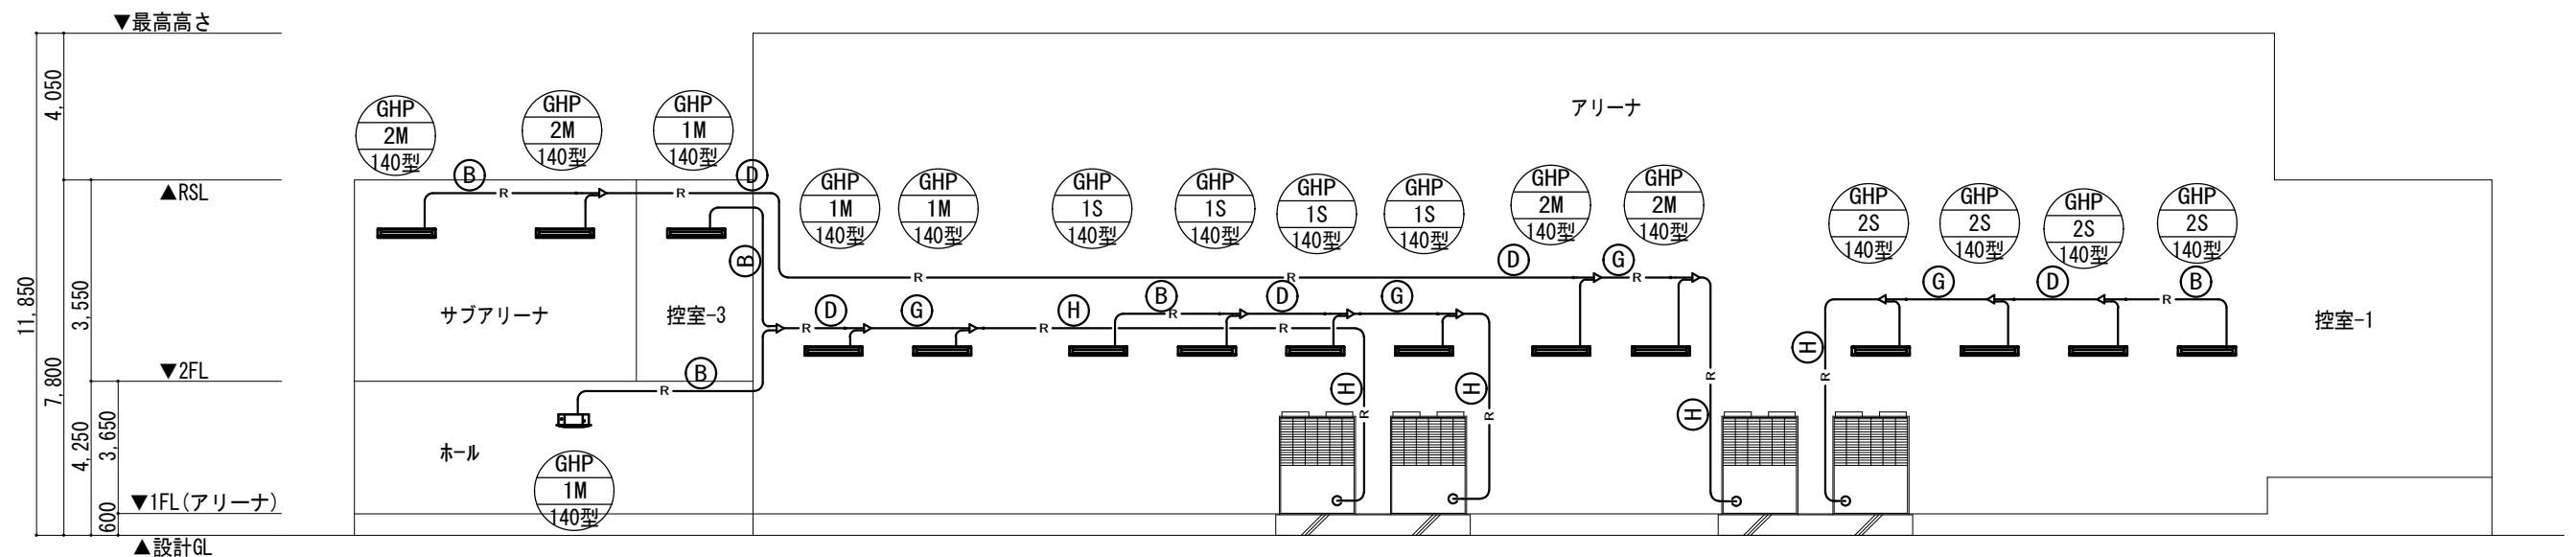 ▼最高高さ
4,050
アリーナ
GHP
2M
140型
GHP
2M
140型
GHP
1M
140型
B
R
R
D
▲RSL
GHP
1M
140型
GHP
1M
140型
GHP
1S
140型
GHP
1S
140型
GHP
1S
140型
GHP
1S
140型
GHP
2M
140型
GHP
2M
140型
GHP
2S
140型
GHP
2S
140型
GHP
2S
140型
GHP
2S
140型
B
R
R
D
G
R
G
D
B
R
11,850
3,550
サブアリーナ
控室-3
D
R
G
H
R
B
R
D
G
R
控室-1
H
R
7,800
▼2FL
B
R
H
R
H
R
H
R
4,250
3,650
ホール
GHP
1M
140型
▼1FL(アリーナ)
600
▲設計GL